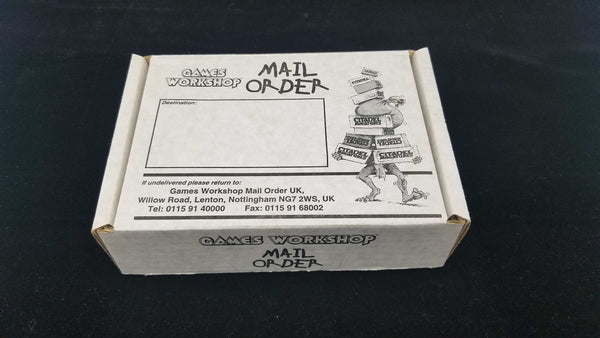 GAMES
WORKSHOP
MAIL
ORDER
Destination:
CITADEL
CITADEL
CITADEL
If undelivered please return to:
Games Workshop Mail Order UK,
Willow Road, Lenton, Nottingham NG7 2WS, UK
Tel: 0115 91 40000 Fax: 0115 91 68002
GAMES WORKSHOP
MAIL
ORDER